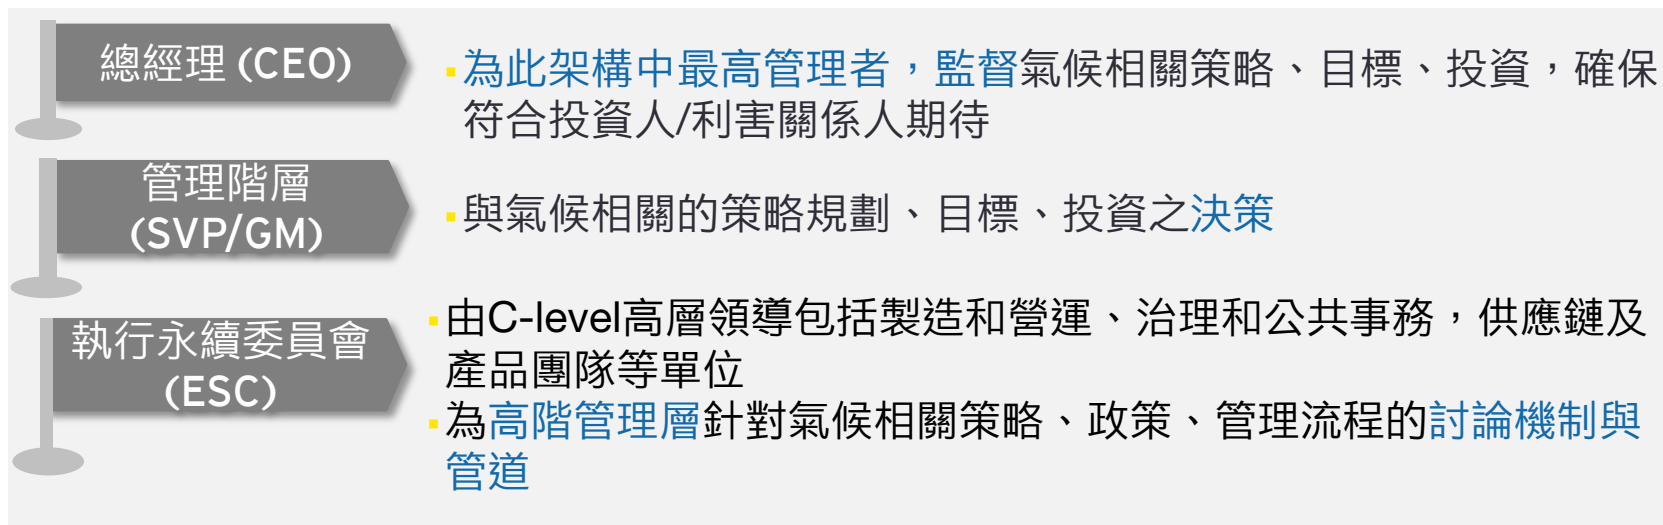 總經理 (CEO)
▪為此架構中最高管理者，監督氣候相關策略、目標、投資，確保
符合投資人/利害關係人期待
管理階層
(SVP/GM)
▪與氣候相關的策略規劃、目標、投資之決策
執行永續委員會
(ESC)
▪由C-level高層領導包括製造和營運、治理和公共事務，供應鏈及
產品團隊等單位
▪為高階管理層針對氣候相關策略、政策、管理流程的討論機制與
管道